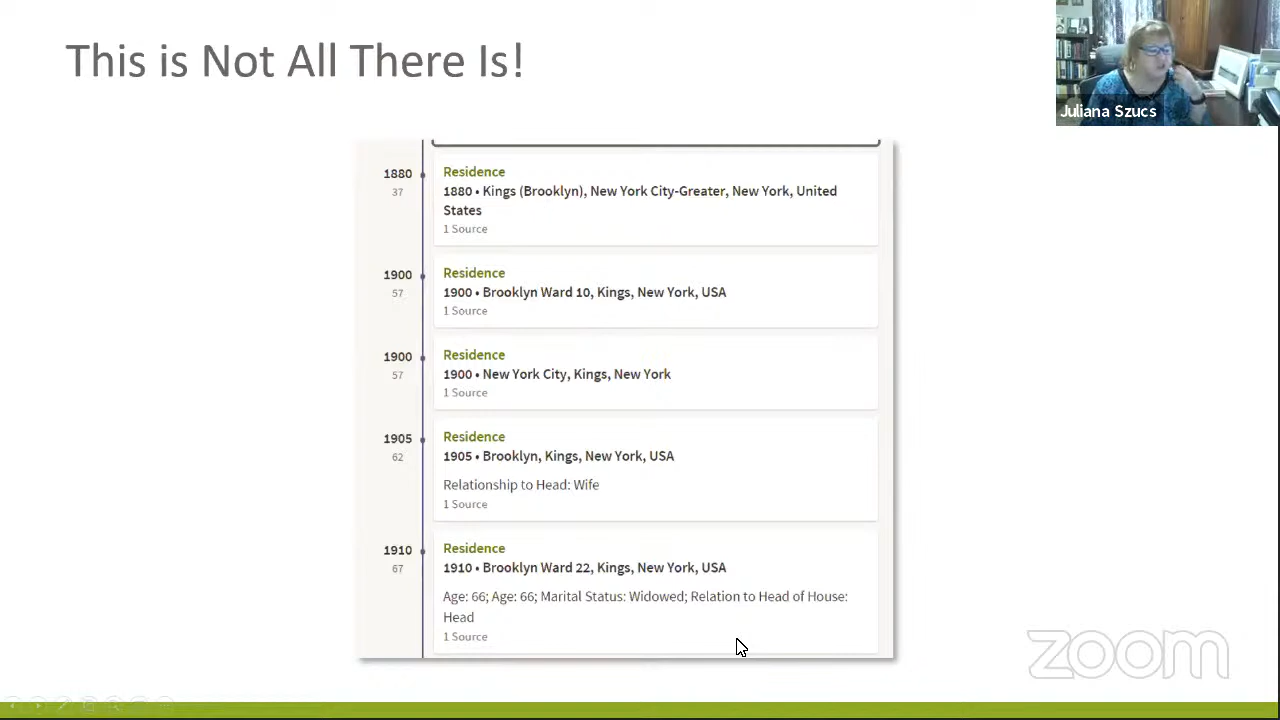 This is Not All There Is!
Juliana Szucs
1880
37
Residence
1880 • Kings (Brooklyn), New York City-Greater, New York, United
States
1 Source
1900
57
Residence
1900 • Brooklyn Ward 10, Kings, New York, USA
1 Source
1900
57
Residence
1900 • New York City, Kings, New York
1 Source
1905
62
Residence
1905 • Brooklyn, Kings, New York, USA
Relationship to Head: Wife
1 Source
1910
67
Residence
1910 • Brooklyn Ward 22, Kings, New York, USA
Age: 66; Age: 66; Marital Status: Widowed; Relation to Head of House:
Head
1 Source
zoom